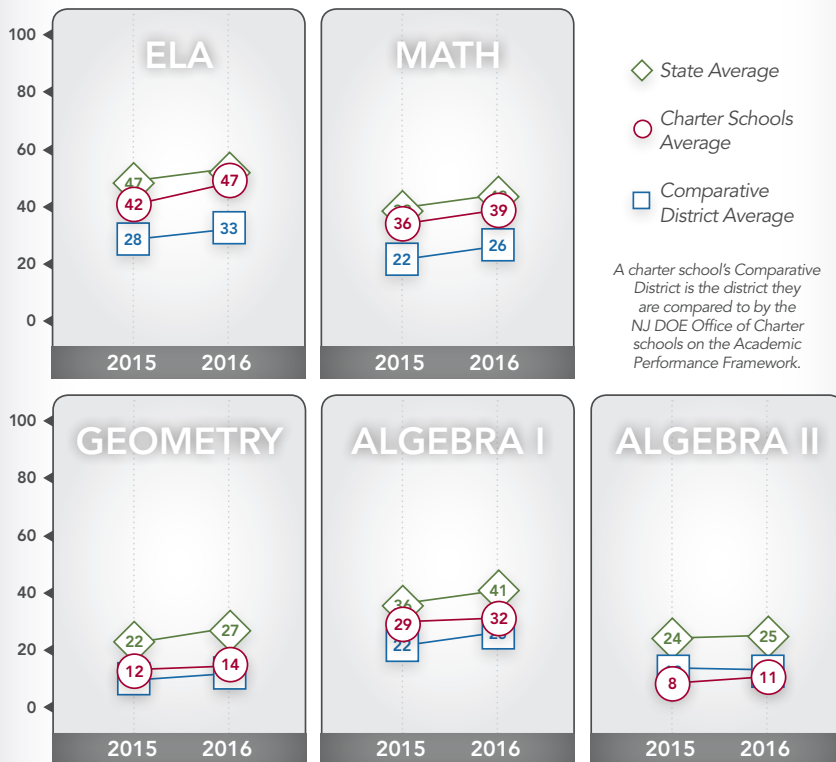 ELA
MATH
100
80
60
40
20
0
47
42
47
28
33
36
39
22
26
2015
2016
2015
2016
State Average
Charter Schools
Average
Comparative
District Average
A charter school's Comparative
District is the district they
are compared to by the
NJ DOE Office of Charter
schools on the Academic
Performance Framework.
GEOMETRY
ALGEBRA I
ALGEBRA II
100
80
60
40
20
0
22
27
12
14
36
41
29
32
22
24
25
8
11
2015
2016
2015
2016
2015
2016